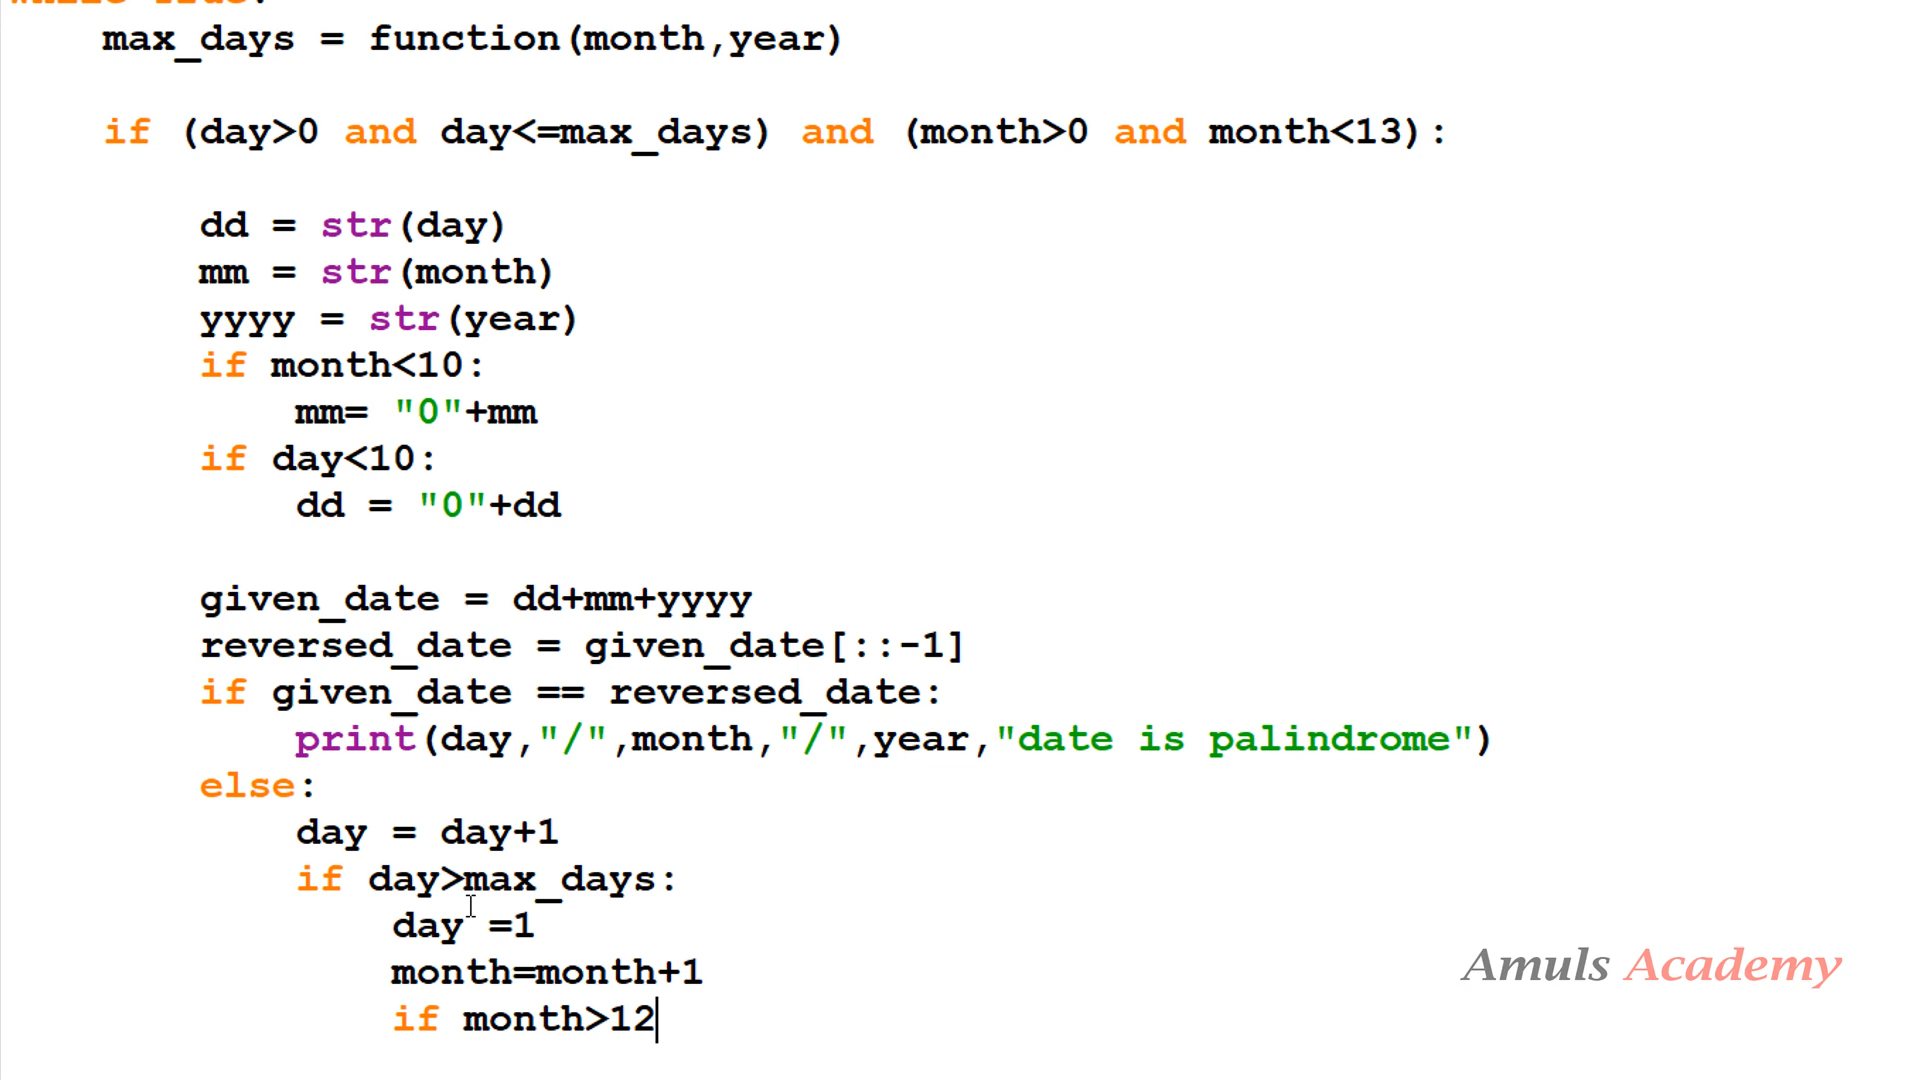 while True:
max_days = function(month,year)
if (day>0 and day<=max_days) and (month>0 and month<13):
dd = str(day)
mm = str(month)
yyyy = str(year)
if month<10:
mm= "0"+mm
if day<10:
dd = "0"+dd
given_date = dd+mm+yyyy
reversed_date = given_date[::-1]
if given_date == reversed_date:
print(day,"/",month,"/",year,"date is palindrome")
else:
day = day+1
if day>max_days:
day =1
month=month+1
if month>12
Amuls Academy